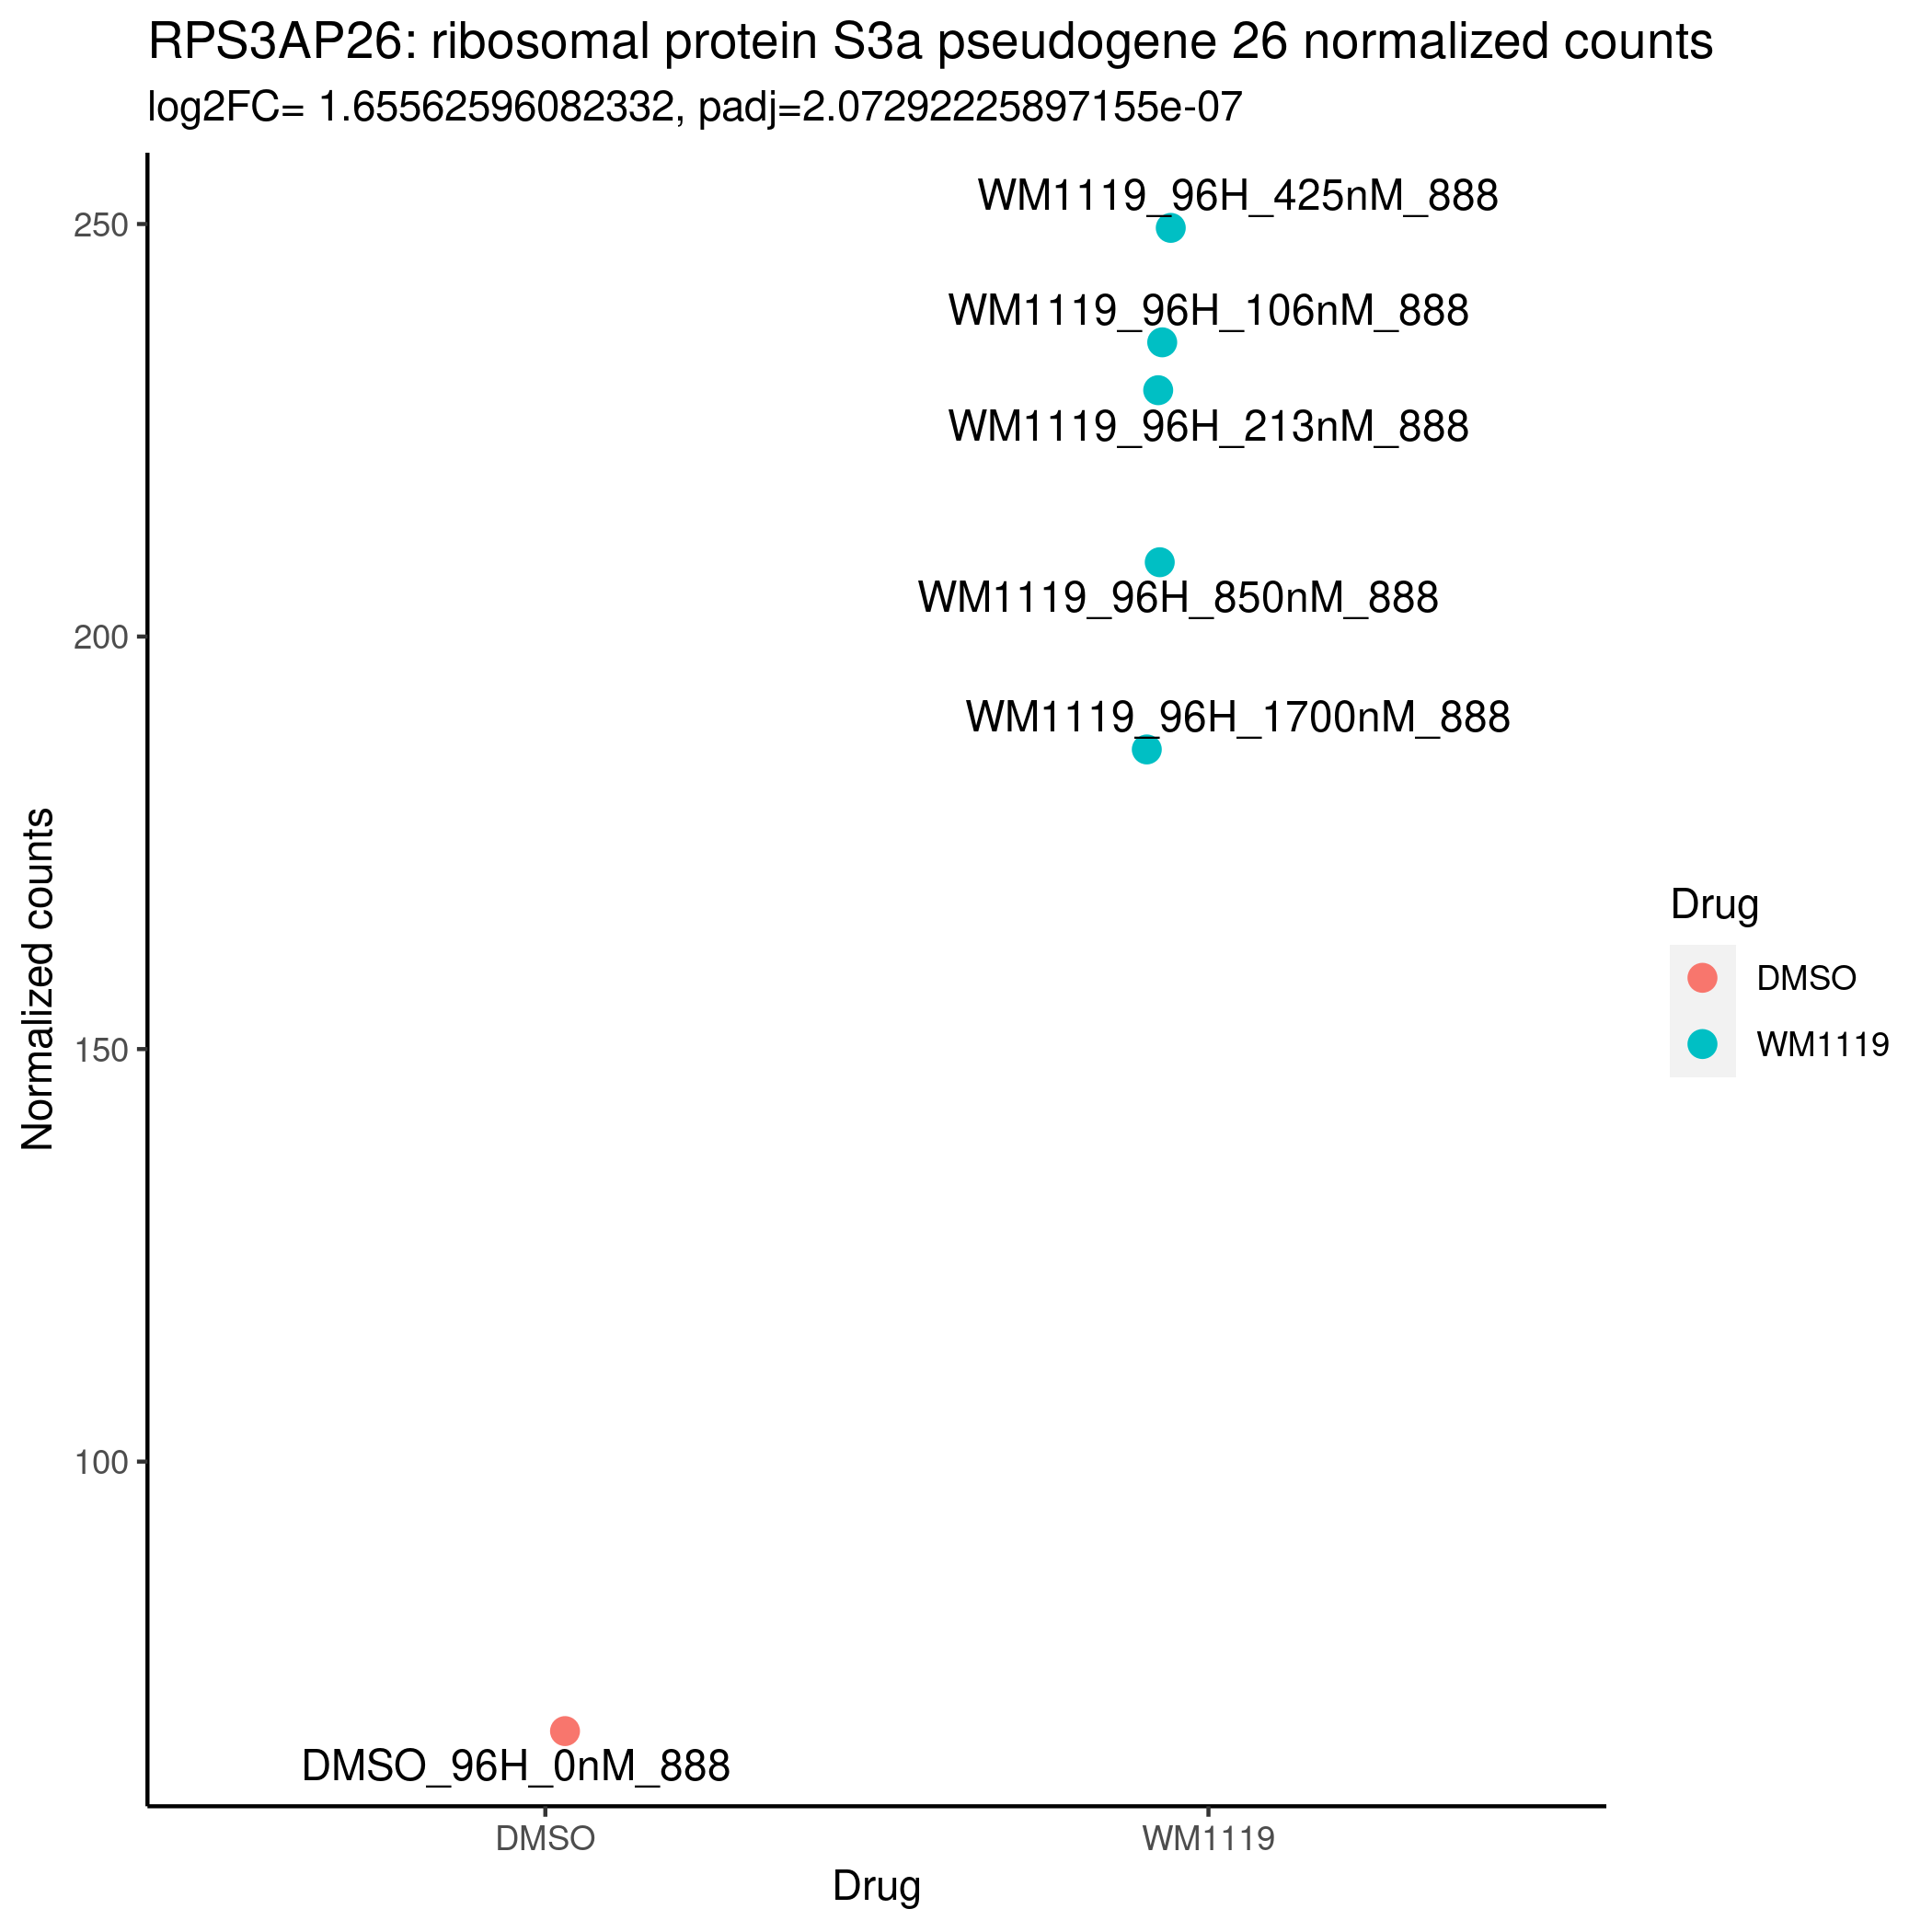 RPS3AP26: ribosomal protein S3a pseudogene 26 normalized counts
log2FC= 1.65562596082332, padj=2.07292225897155e-07
WM1119_96H_425nM_888
250
WM1119_96H_106nM_888
WM1119_96H_213nM_888
WM1119_96H_850nM_888
200
WM1119_96H_1700nM_888
Normalized counts
150
100
Drug
DMSO
WM1119
DMSO_96H_0nM_888
DMSO
WM1119
Drug